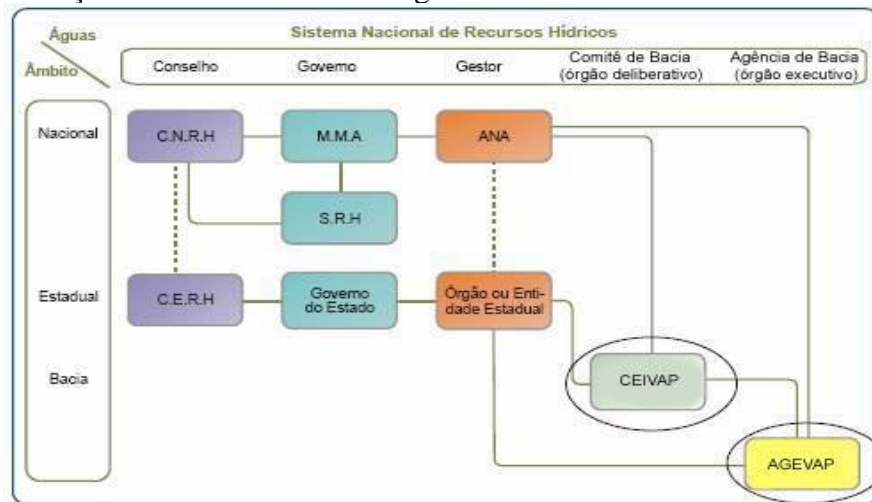 Águas
Sistema Nacional de Recursos Hídricos
Âmbito
Conselho
Governo
Gestor
Comitê de Bacia
(órgão deliberativo)
Agência de Bacia
(órgão executivo)
Nacional
C.N.R.H
M.M.A
ANA
S.R.H
Estadual
C.E.R.H
Governo
do Estado
Órgão ou Enti-
dade Estadual
Bacia
CEIVAP
AGEVAP